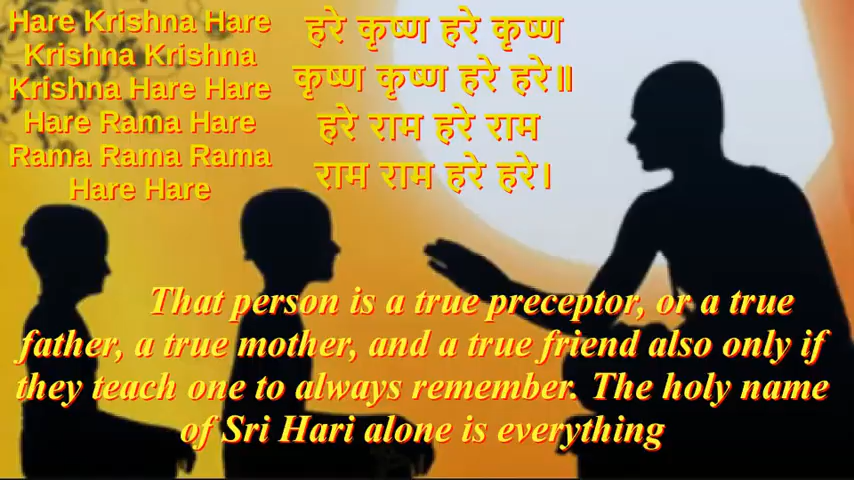 Hare Krishna Hare
Krishna Krishna
Krishna Hare Hare
Hare Rama Hare
Rama Rama Rama
Hare Hare
हरे कृष्ण हरे कृष्ण
कृष्ण कृष्ण हरे हरे॥
हरे राम हरे राम
राम राम हरे हरे।
That person is a true preceptor, or a true
father, a true mother, and a true friend also only if
they teach one to always remember. The holy name
of Sri Hari alone is everything